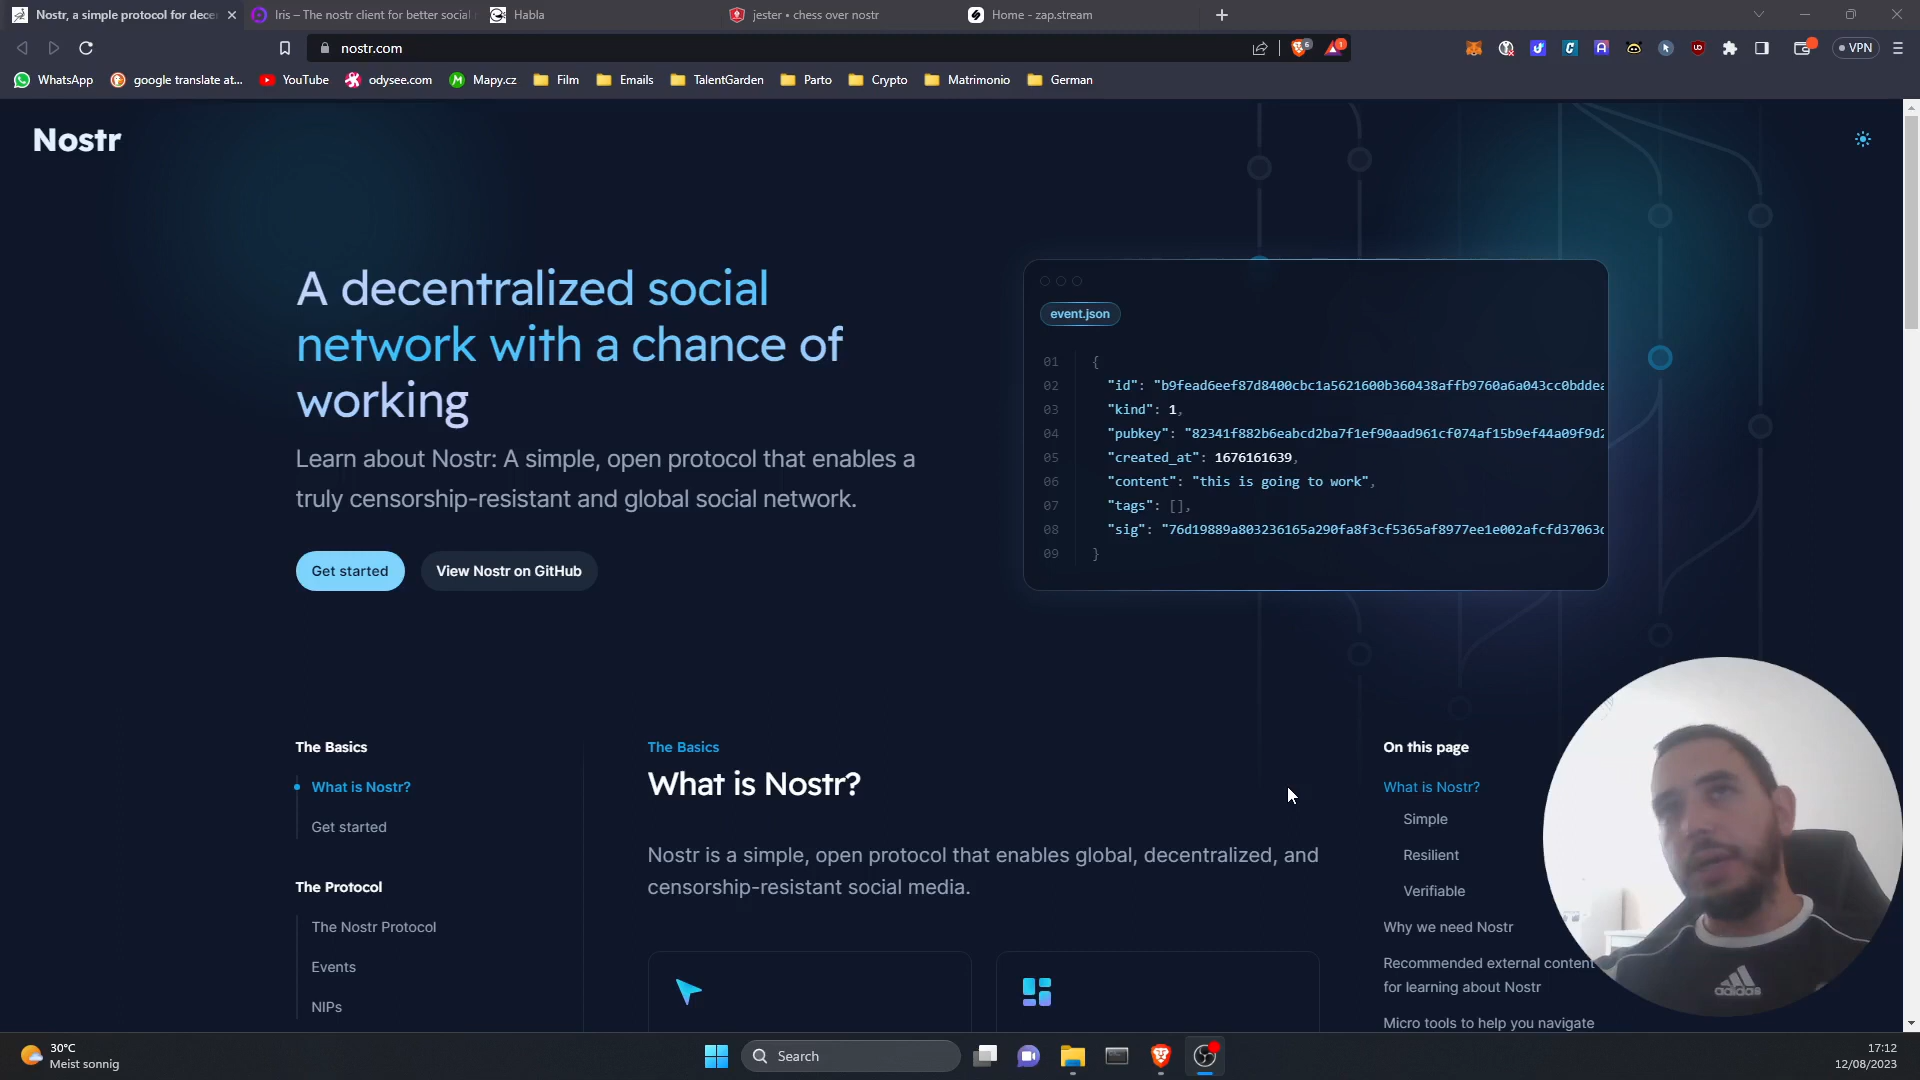 Nostr, a simple protocol for dece
Iris – The nostr client for better social
Habla
jester • chess over nostr
Home - zap.stream
nostr.com
6
1
VPN
WhatsApp
google translate at...
YouTube
odysee.com
Mapy.cz
Film
Emails
TalentGarden
Parto
Crypto
Matrimonio
German
Nostr
A decentralized social
network with a chance of
working
Learn about Nostr: A simple, open protocol that enables a
truly censorship-resistant and global social network.
Get started
View Nostr on GitHub
event.json
01 {
02 "id": "b9fead6eef87d8400cbc1a5621600b360438affb9760a6a043cc0bddea
03 "kind": 1,
04 "pubkey": "82341f882b6eabcd2ba7f1ef90aad961cf074af15b9ef44a09f9d2
05 "created_at": 1676161639,
06 "content": "this is going to work",
07 "tags": [],
08 "sig": "76d19889a803236165a290fa8f3cf5365af8977ee1e002afcfd37063c
09 }
The Basics
What is Nostr?
Get started
The Protocol
The Nostr Protocol
Events
NIPs
The Basics
What is Nostr?
Nostr is a simple, open protocol that enables global, decentralized, and
censorship-resistant social media.
On this page
What is Nostr?
Simple
Resilient
Verifiable
Why we need Nostr
Recommended external content
for learning about Nostr
Micro tools to help you navigate
adidas
30°C
Meist sonnig
Search
17:12
12/08/2023